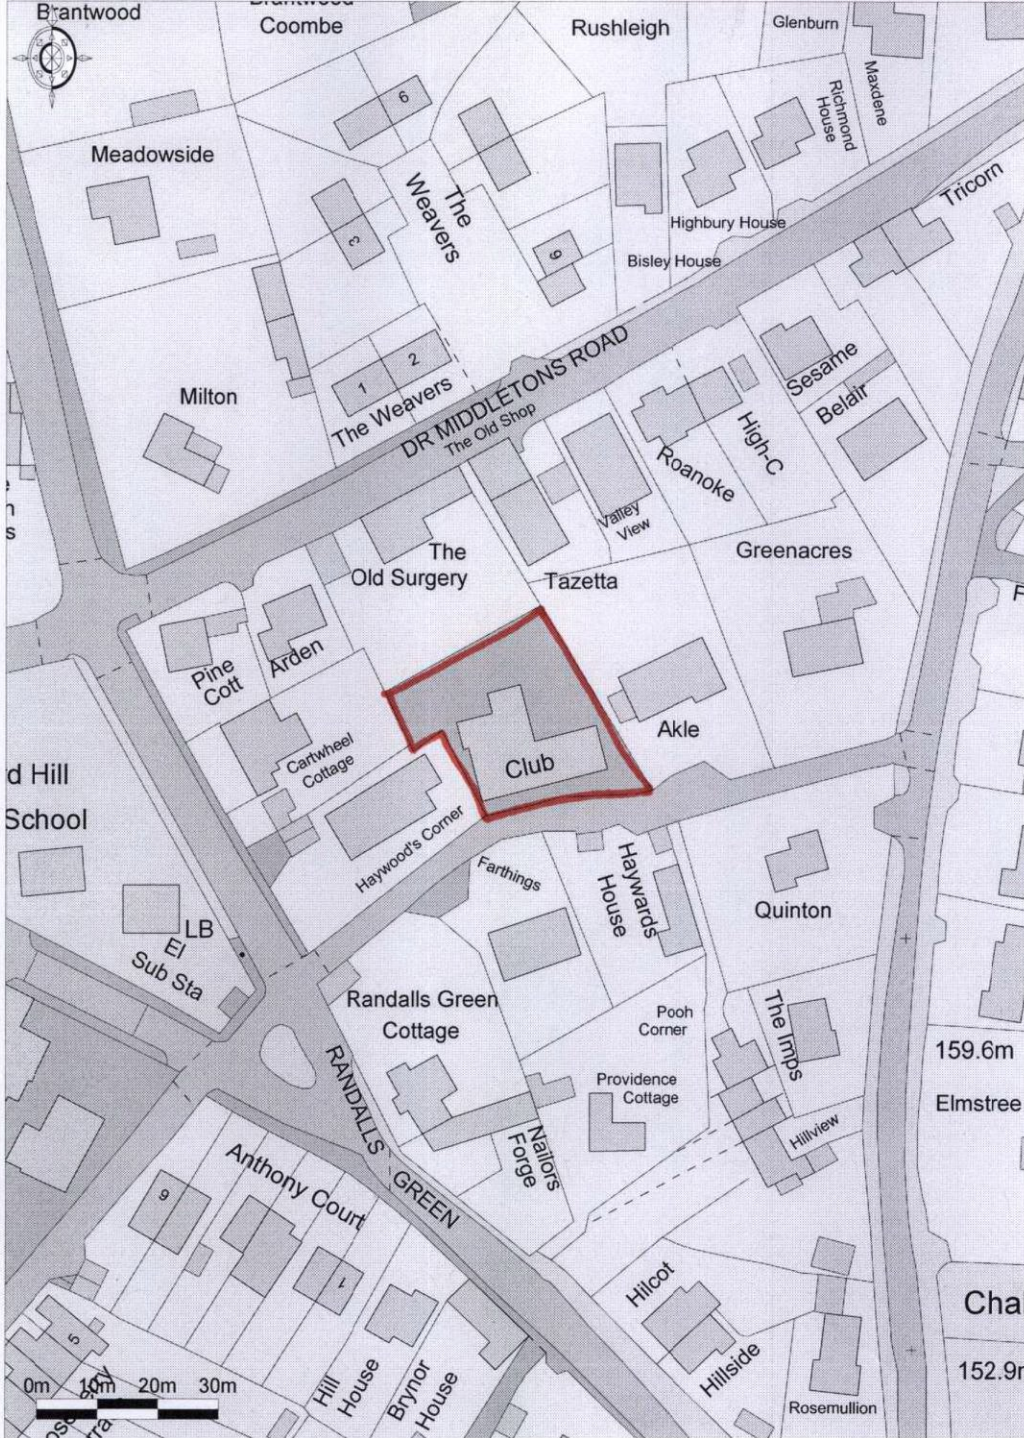 Brantwood
Brantwood
Coombe
Rushleigh
Glenburn
Maxdene
Richmond
House
6
Meadowside
The
Weavers
3
Highbury House
Tricorn
6
Bisley House
DR MIDDLETONS ROAD
The Old Shop
2
1
The Weavers
Milton
Sesame
Belair
High-C
Roanoke
Valley
View
s
The
Old Surgery
Tazetta
Greenacres
Pine
Cott
Arden
Cartwheel
Cottage
Akle
Club
d Hill
School
Haywood's Corner
Farthings
Haywards
House
Quinton
LB
El
Sub Sta
Randalls Green
Cottage
Pooh
Corner
The Imps
159.6m
Providence
Cottage
Elmstree
Hillview
RANDALLS
GREEN
Nailors
Forge
Anthony Court
6
1
Hilcot
Hillside
Cha
5
152.9m
Hill
House
Brynor
House
Rosemullion
0m 10m 20m 30m